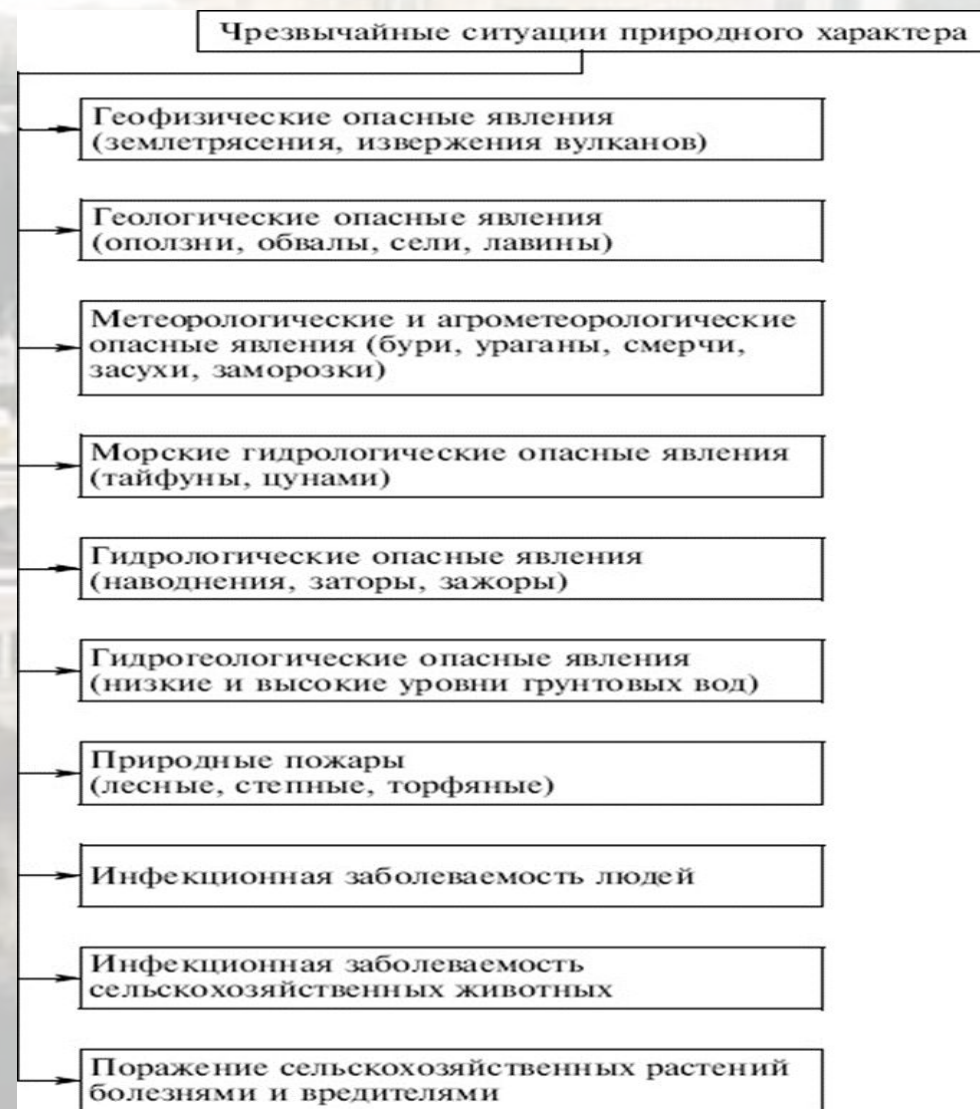 Чрезвычайные ситуации природного характера
Геофизические опасные явления
(землетрясения, извержения вулканов)
Геологические опасные явления
(оползни, обвалы, сели, лавины)
Метеорологические и агрометеорологические
опасные явления (бури, ураганы, смерчи,
засухи, заморозки)
Морские гидрологические опасные явления
(тайфуны, цунами)
Гидрологические опасные явления
(наводнения, заторы, зажоры)
Гидрогеологические опасные явления
(низкие и высокие уровни грунтовых вод)
Природные пожары
(лесные, степные, торфяные)
Инфекционная заболеваемость людей
Инфекционная заболеваемость
сельскохозяйственных животных
Поражение сельскохозяйственных растений
болезнями и вредителями